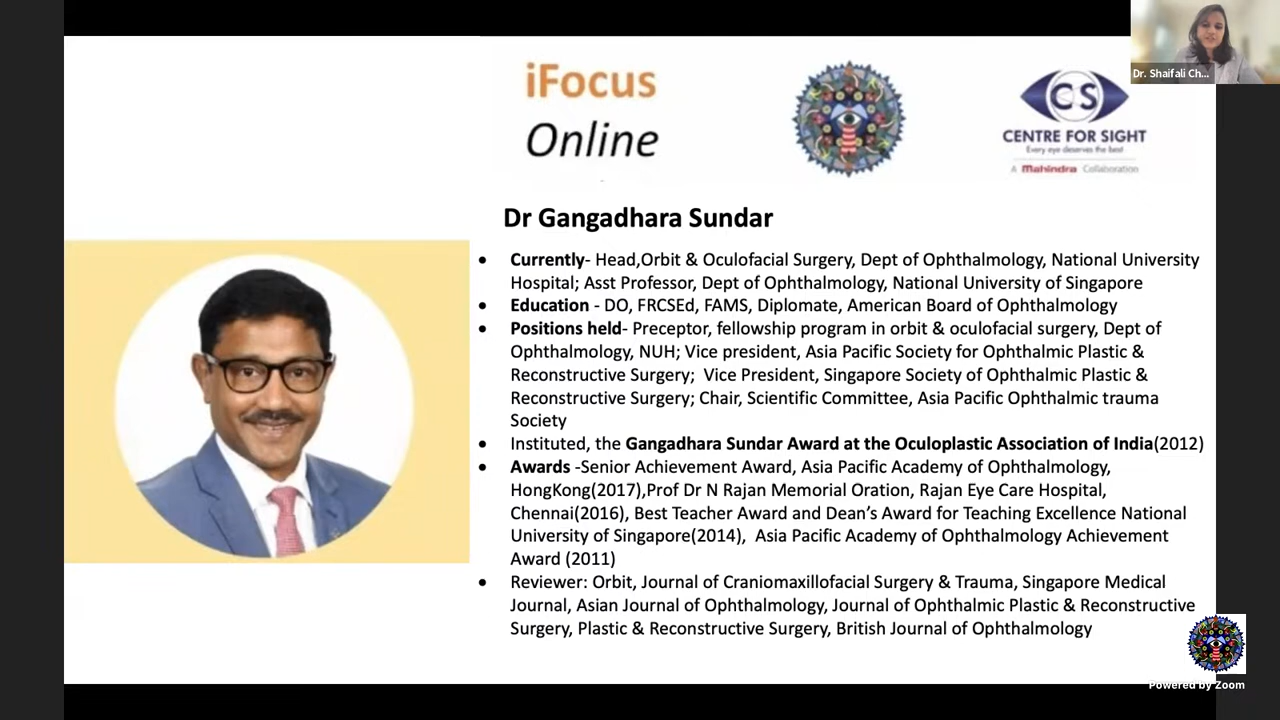 iFocus
Online
CS
CENTRE FOR SIGHT
Every eye deserves the best
A Mahindra Collaboration
Dr. Shaifali Ch...
Dr Gangadhara Sundar
• Currently- Head,Orbit & Oculofacial Surgery, Dept of Ophthalmology, National University
Hospital; Asst Professor, Dept of Ophthalmology, National University of Singapore
• Education - DO, FRCSEd, FAMS, Diplomate, American Board of Ophthalmology
• Positions held- Preceptor, fellowship program in orbit & oculofacial surgery, Dept of
Ophthalmology, NUH; Vice president, Asia Pacific Society for Ophthalmic Plastic &
Reconstructive Surgery; Vice President, Singapore Society of Ophthalmic Plastic &
Reconstructive Surgery; Chair, Scientific Committee, Asia Pacific Ophthalmic trauma
Society
• Instituted, the Gangadhara Sundar Award at the Oculoplastic Association of India(2012)
• Awards -Senior Achievement Award, Asia Pacific Academy of Ophthalmology,
HongKong(2017),Prof Dr N Rajan Memorial Oration, Rajan Eye Care Hospital,
Chennai(2016), Best Teacher Award and Dean’s Award for Teaching Excellence National
University of Singapore(2014), Asia Pacific Academy of Ophthalmology Achievement
Award (2011)
• Reviewer: Orbit, Journal of Craniomaxillofacial Surgery & Trauma, Singapore Medical
Journal, Asian Journal of Ophthalmology, Journal of Ophthalmic Plastic & Reconstructive
Surgery, Plastic & Reconstructive Surgery, British Journal of Ophthalmology
Powered by Zoom